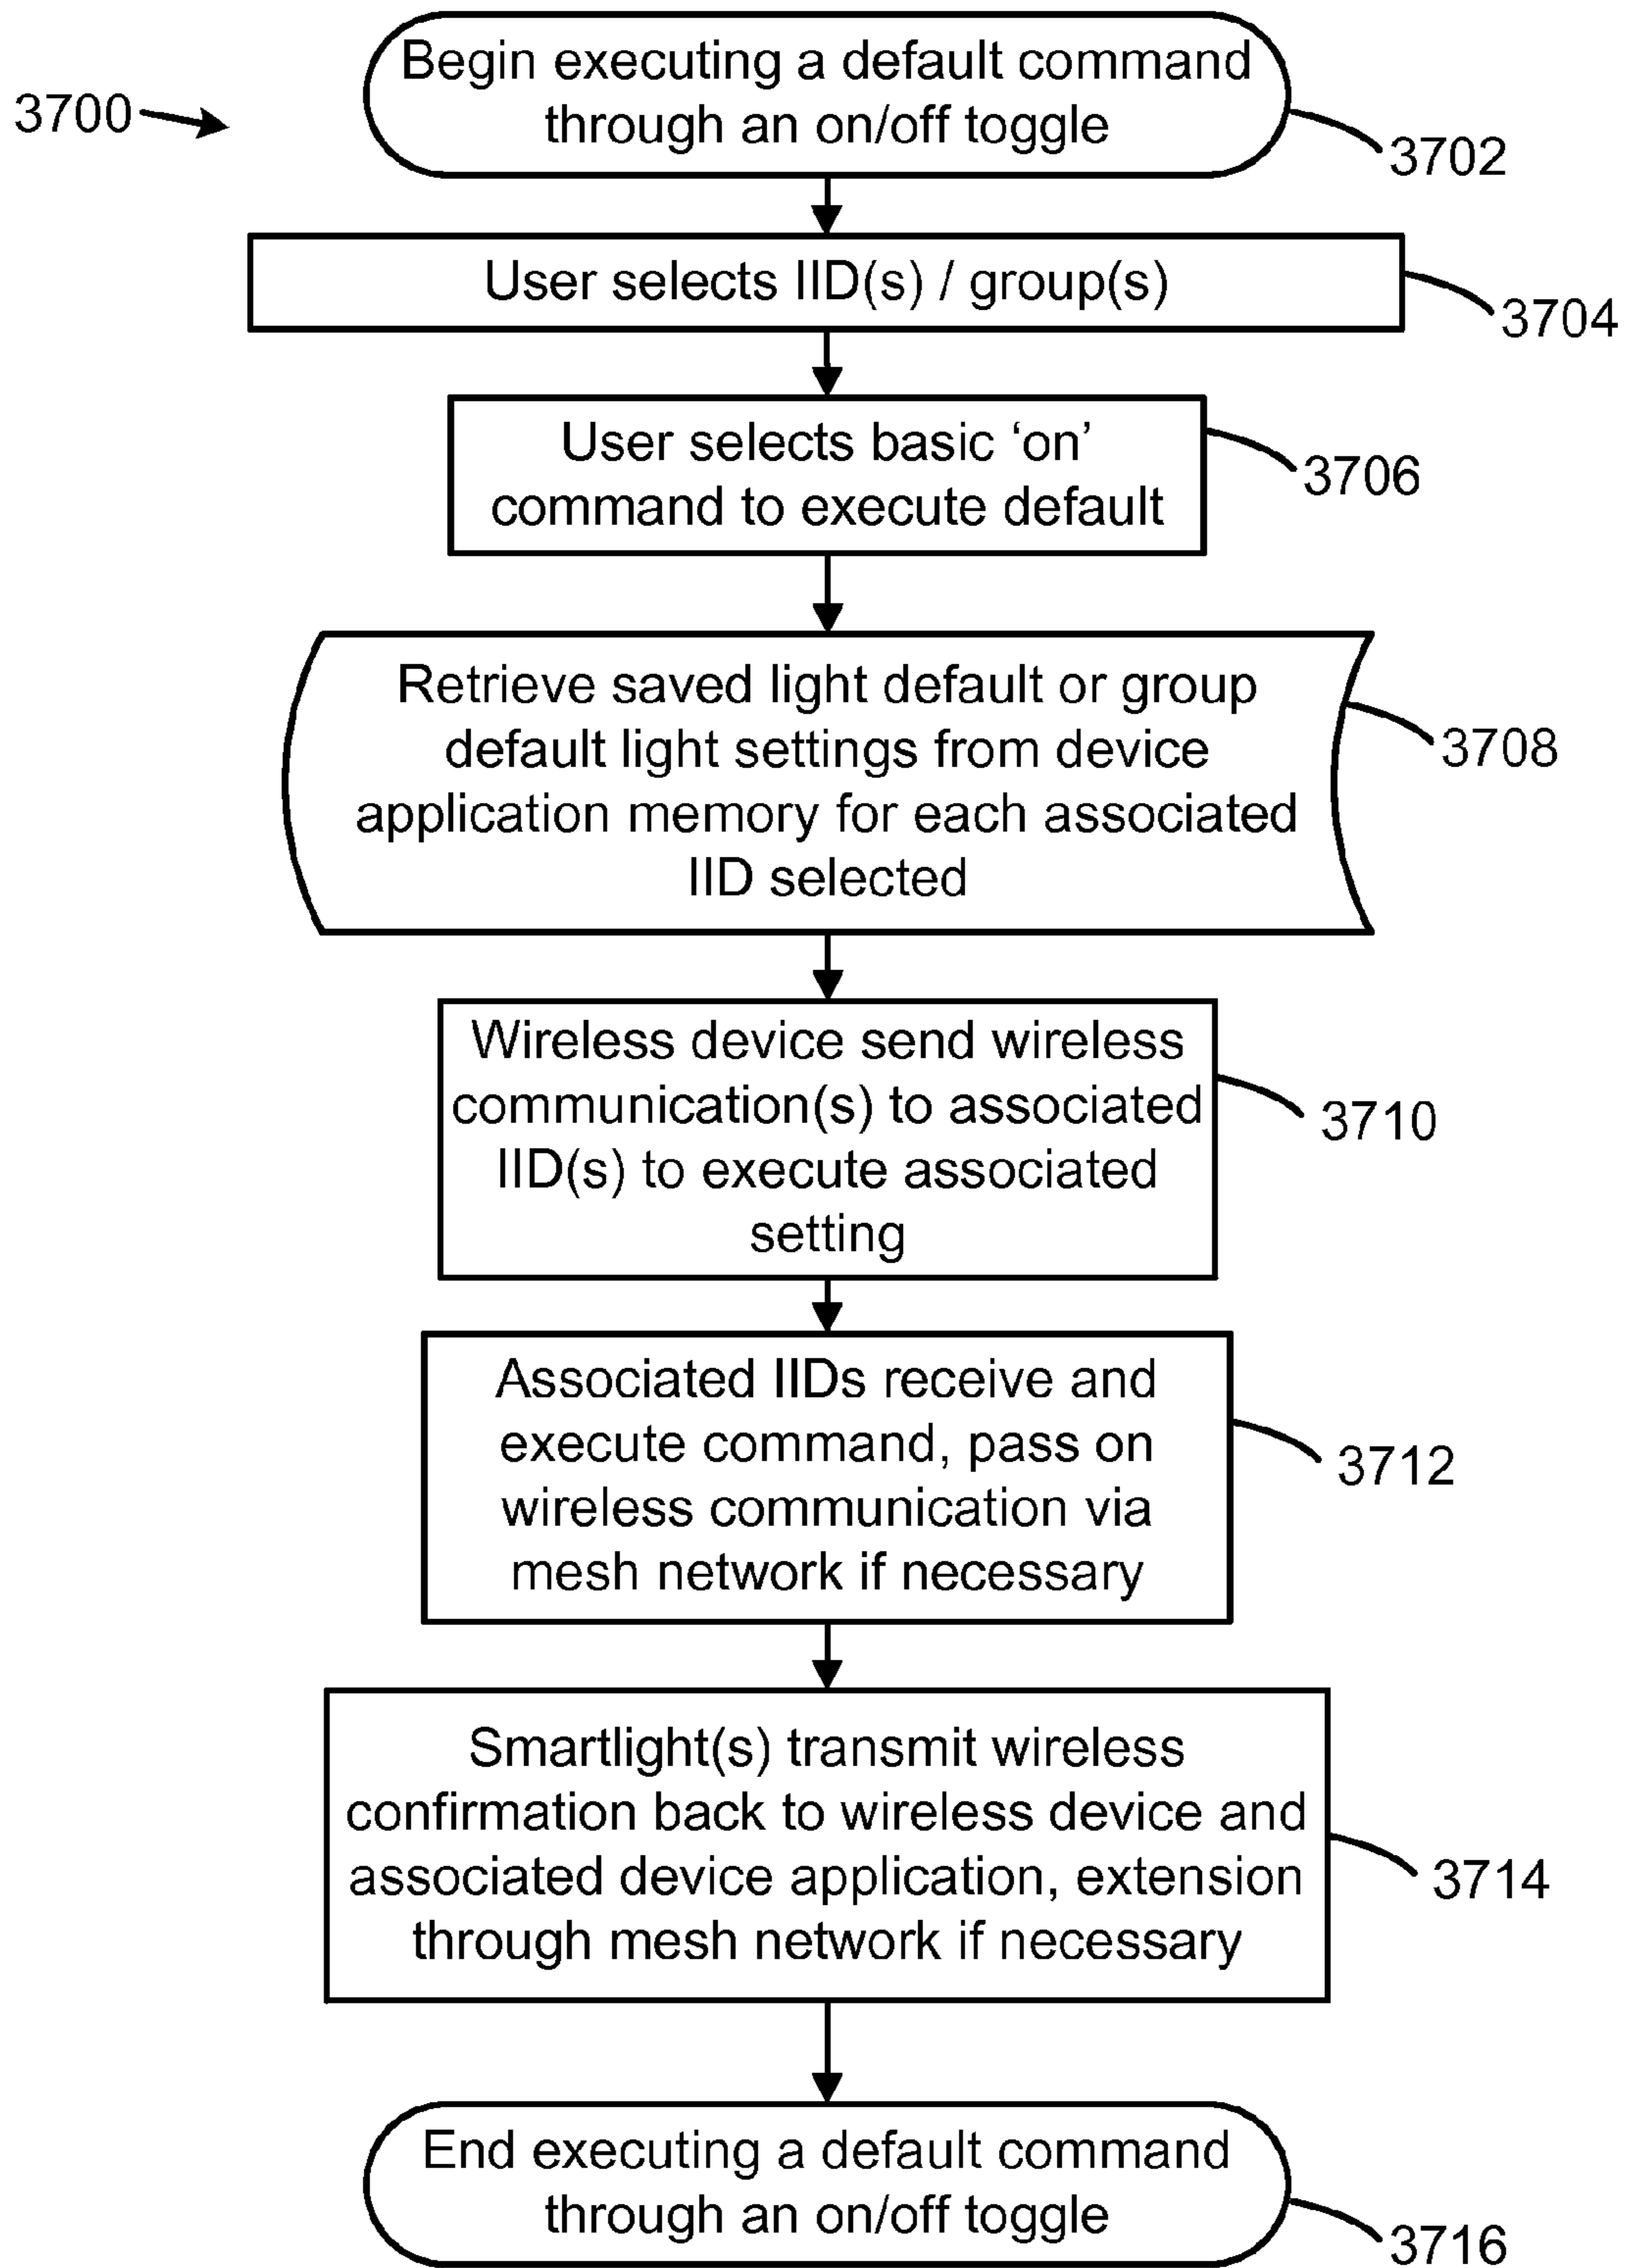 3700
Begin executing a default command
through an on/off toggle
3702
User selects IID(s) / group(s)
3704
User selects basic ‘on’
command to execute default
3706
Retrieve saved light default or group
default light settings from device
application memory for each associated
IID selected
3708
Wireless device send wireless
communication(s) to associated
IID(s) to execute associated
setting
3710
Associated IIDs receive and
execute command, pass on
wireless communication via
mesh network if necessary
3712
Smartlight(s) transmit wireless
confirmation back to wireless device and
associated device application, extension
through mesh network if necessary
3714
End executing a default command
through an on/off toggle
3716